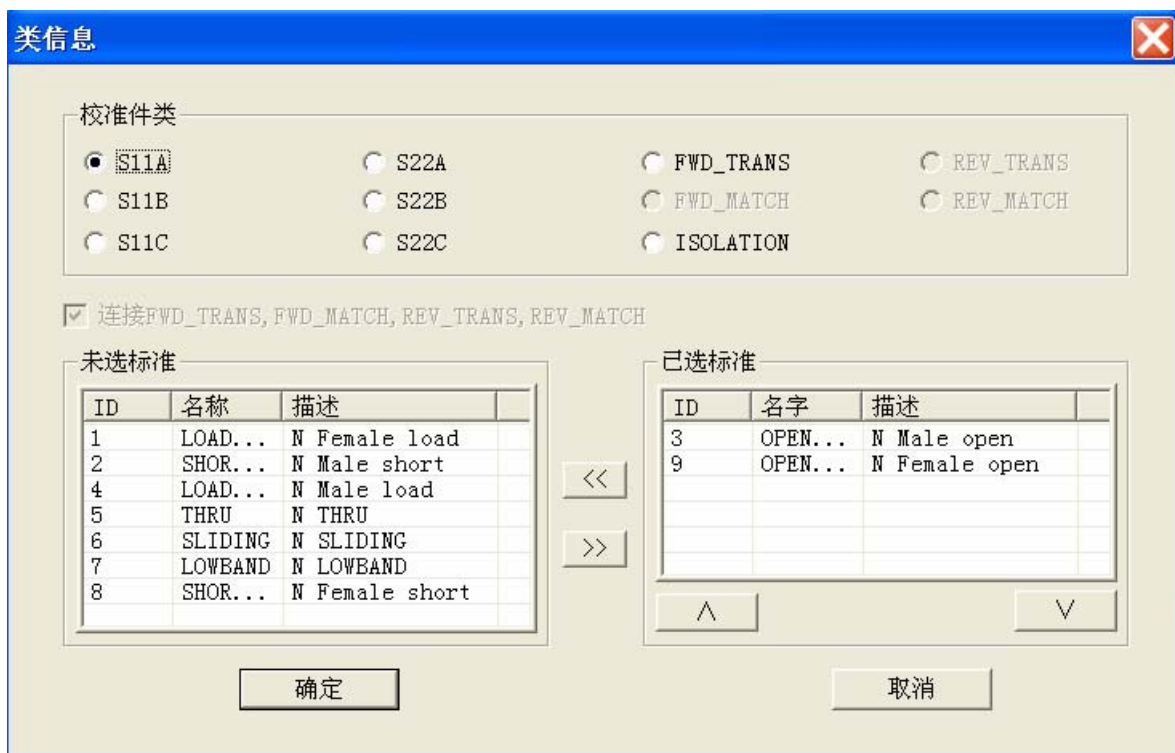 类信息
校准件类
S11A S22A FWD_TRANS REV_TRANS
S11B S22B FWD_MATCH REV_MATCH
S11C S22C ISOLATION
连接FWD_TRANS, FWD_MATCH, REV_TRANS, REV_MATCH
未选标准
ID 名称 描述
1 LOAD... N Female load
2 SHOR... N Male short
4 LOAD... N Male load
5 THRU N THRU
6 SLIDING N SLIDING
7 LOWBAND N LOWBAND
8 SHOR... N Female short
<<
>>
已选标准
ID 名字 描述
3 OPEN... N Male open
9 OPEN... N Female open
确定
取消